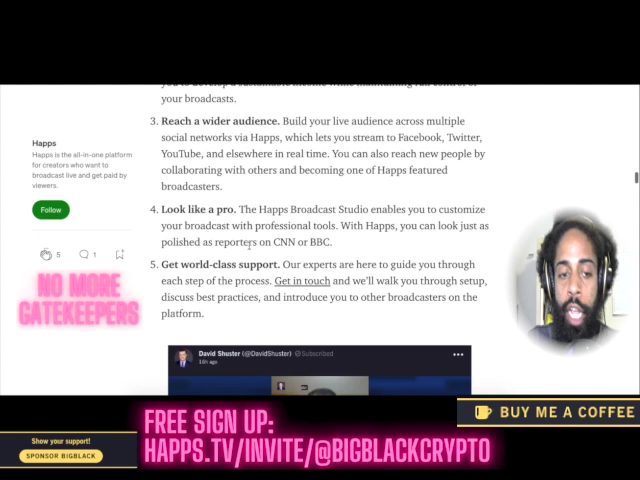 your broadcasts.
3. Reach a wider audience. Build your live audience across multiple
social networks via Happs, which lets you stream to Facebook, Twitter,
YouTube, and elsewhere in real time. You can also reach new people by
collaborating with others and becoming one of Happs featured
broadcasters.
4. Look like a pro. The Happs Broadcast Studio enables you to customize
your broadcast with professional tools. With Happs, you can look just as
polished as reporters on CNN or BBC.
5. Get world-class support. Our experts are here to guide you through
each step of the process. Get in touch and we'll walk you through setup,
discuss best practices, and introduce you to other broadcasters on the
platform.
Happs
Happs is the all-in-one platform
for creators who want to
broadcast live and get paid by
viewers.
Follow
5
1
NO MORE
GATEKEEPERS
David Shuster (@DavidShuster) Subscribed
16h ago
BUY ME A COFFEE
Show your support!
SPONSOR BIGBLACK
FREE SIGN UP:
HAPPS.TV/INVITE/@BIGBLACKCRYPTO